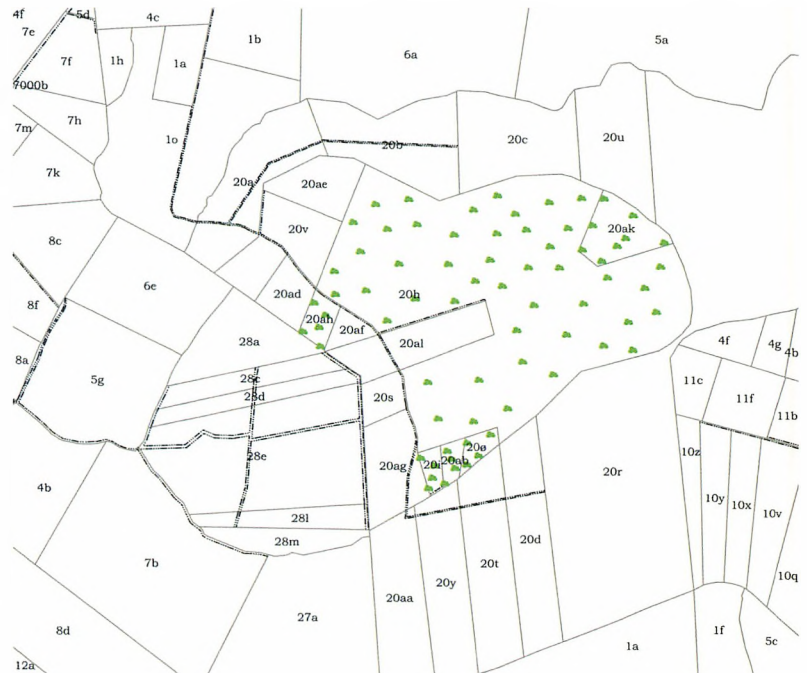 4f
5d
4c
7e
1b
5a
6a
7f
1h
1a
7000b
7h
7m
1o
20b
20c
20u
7k
20a
20ae
20v
20ak
8c
6e
20ad
20h
8f
20ah
20af
4f
4g
4b
8a
28a
20al
5g
28c
11c
20s
11f
28d
11b
20ø
28e
20i
20ab
20ag
10z
20r
4b
10y
10x
10v
28l
20d
28m
7b
20t
10q
20y
20aa
27a
8d
1f
1a
5c
12a